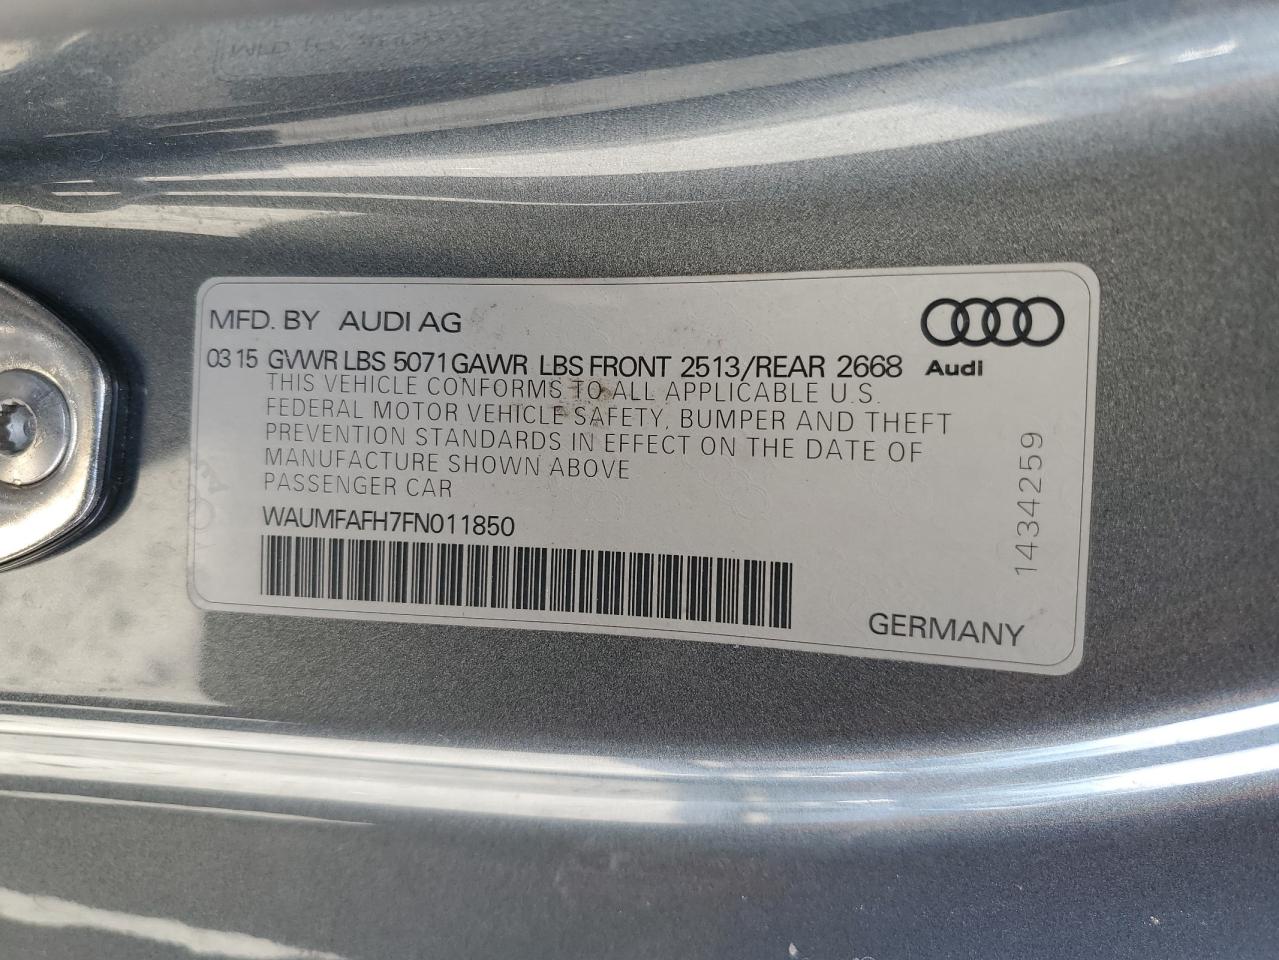 MFD. BY AUDI AG
Audi
03 15 GVWR LBS 5071 GAWR LBS FRONT 2513/REAR 2668
THIS VEHICLE CONFORMS TO ALL APPLICABLE U.S.
FEDERAL MOTOR VEHICLE SAFETY, BUMPER AND THEFT
PREVENTION STANDARDS IN EFFECT ON THE DATE OF
MANUFACTURE SHOWN ABOVE
PASSENGER CAR
WAUMFAFH7FN011850
GERMANY
14342259